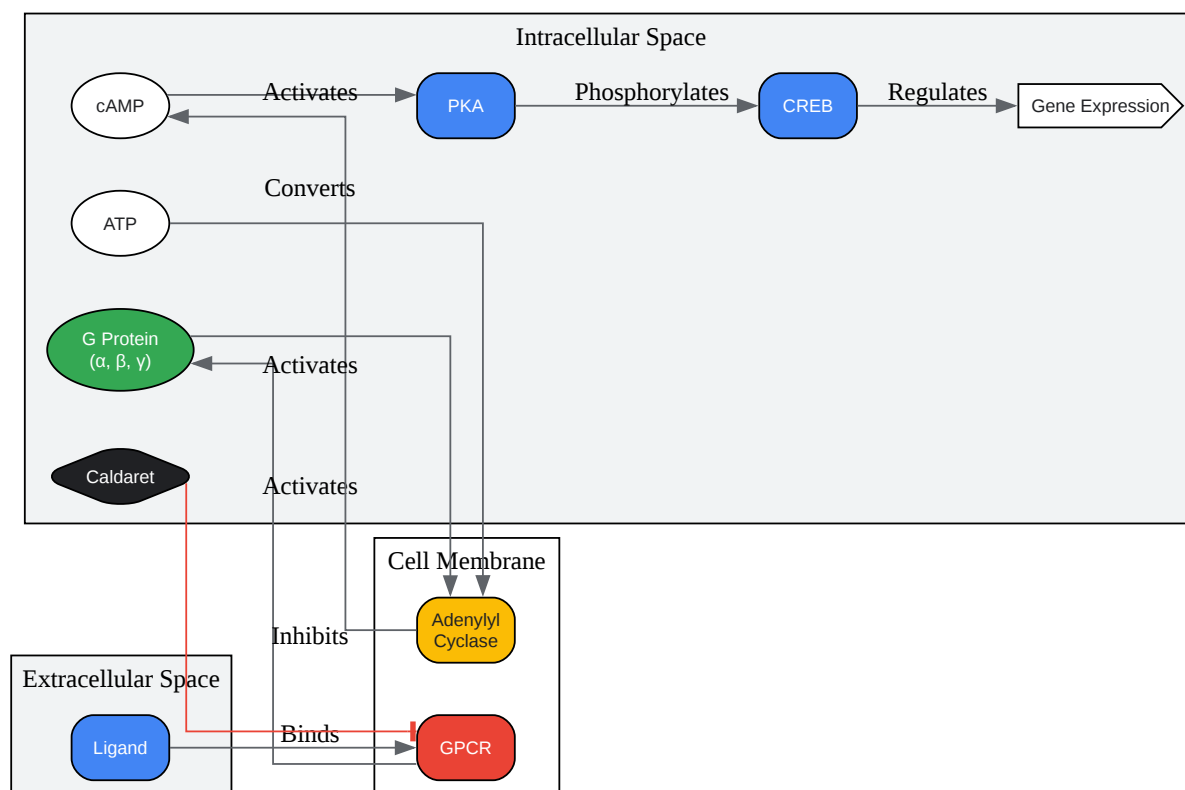 Intracellular Space
cAMP
Activates
PKA
Phosphorylates
CREB
Regulates
Gene Expression
Converts
ATP
G Protein
(α, β, γ)
Activates
Caldaret
Activates
Cell Membrane
Adenylyl
Cyclase
Inhibits
Extracellular Space
Ligand
Binds
GPCR